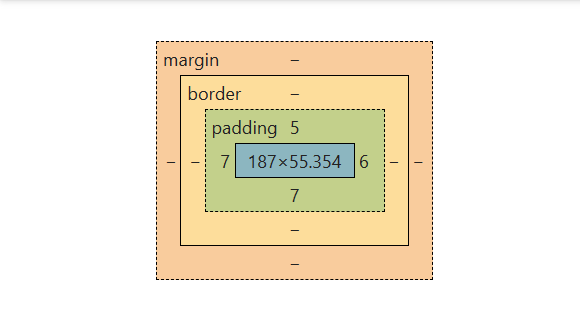 margin –
border –
padding 5
– – 7 187×55.354 6 – –
7
–
–